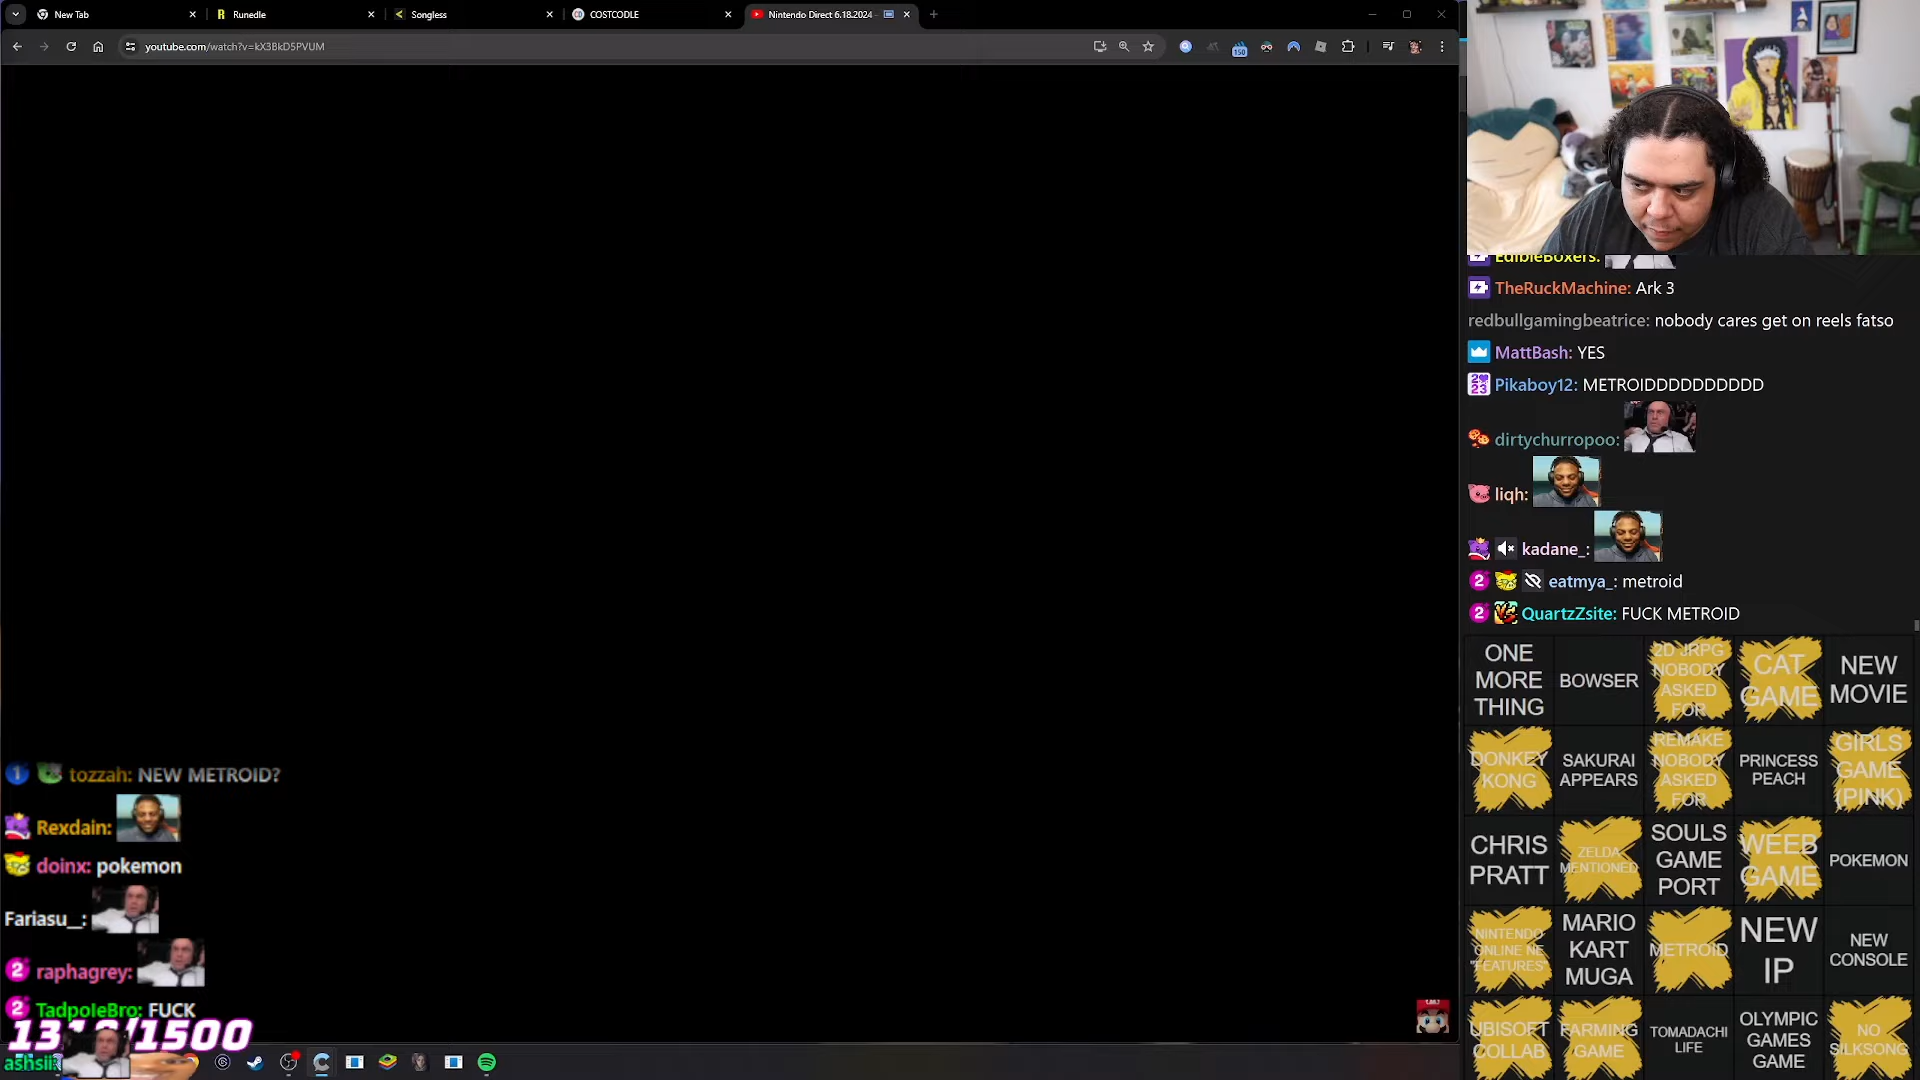 New Tab
Runedle
Songless
COSTCODLE
Nintendo Direct 6.18.2024 -
youtube.com/watch?v=kX3BkD5PVUM
150
EdibleBoxers:
TheRuckMachine: Ark 3
redbullgamingbeatrice: nobody cares get on reels fatso
MattBash: YES
Pikaboy12: METROIDDDDDDDDDD
dirtychurropoo:
liqh:
kadane_:
eatmya_: metroid
QuartzZsite: FUCK METROID
ONE
MORE
THING
BOWSER
2D JRPG
NOBODY
ASKED
FOR
CAT
GAME
NEW
MOVIE
DONKEY
KONG
SAKURAI
APPEARS
REMAKE
NOBODY
ASKED
FOR
PRINCESS
PEACH
GIRLS
GAME
(PINK)
CHRIS
PRATT
ZELDA
MENTIONED
SOULS
GAME
PORT
WEEB
GAME
POKEMON
NINTENDO
ONLINE NE
"FEATURES"
MARIO
KART
MUGA
METROID
NEW
IP
NEW
CONSOLE
UBISOFT
COLLAB
FARMING
GAME
TOMADACHI
LIFE
OLYMPIC
GAMES
GAME
NO
SILKSONG
tozzah: NEW METROID?
Rexdain:
doinx: pokemon
Fariasu__:
raphagrey:
TadpoleBro: FUCK
/1500